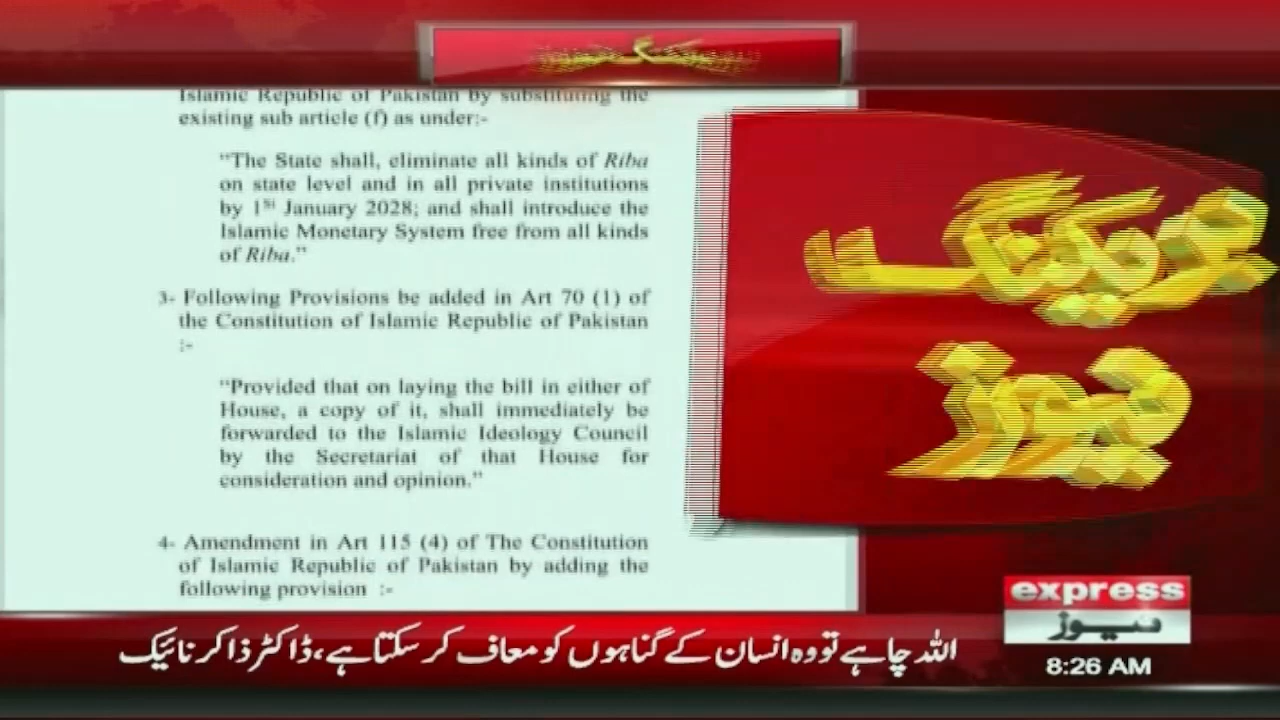 بریکنگ نیوز
Islamic Republic of Pakistan by substituting the
existing sub article (f) as under:-
"The State shall, eliminate all kinds of Riba
on state level and in all private institutions
by 1st January 2028; and shall introduce the
Islamic Monetary System free from all kinds
of Riba."
3- Following Provisions be added in Art 70 (1) of
the Constitution of Islamic Republic of Pakistan
:-
"Provided that on laying the bill in either of
House, a copy of it, shall immediately be
forwarded to the Islamic Ideology Council
by the Secretariat of that House for
consideration and opinion."
4- Amendment in Art 115 (4) of The Constitution
of Islamic Republic of Pakistan by adding the
following provision :-
بریکنگ
نیوز
express
نیوز
8:26 AM
اللہ چاہے تو وہ انسان کے گناہوں کو معاف کر سکتا ہے، ڈاکٹر ذاکر نائیک